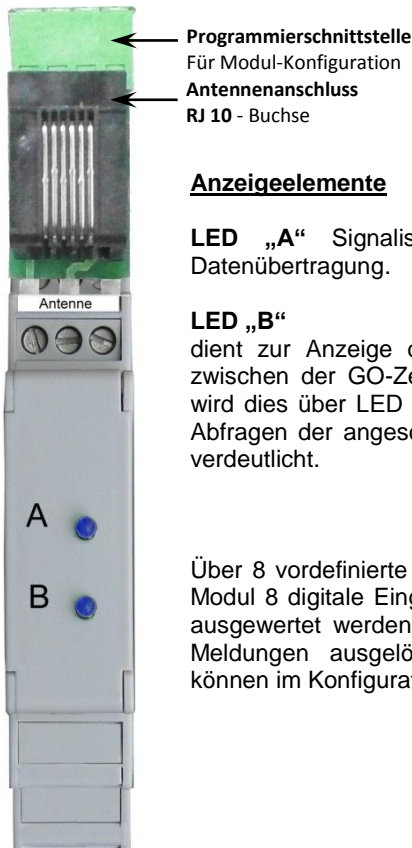 Programmierschnittstelle
Für Modul-Konfiguration
Antennenanschluss
RJ 10 - Buchse
Anzeigeelemente
LED „A“ Signalis
Datenübertragung.
Antenne
LED „B“
dient zur Anzeige
zwischen der GO-Ze
wird dies über LED
Abfragen der angesc
verdeutlicht.
A
B
Über 8 vordefinierte
Modul 8 digitale Eing
ausgewertet werden
Meldungen ausgelö
können im Konfigurat